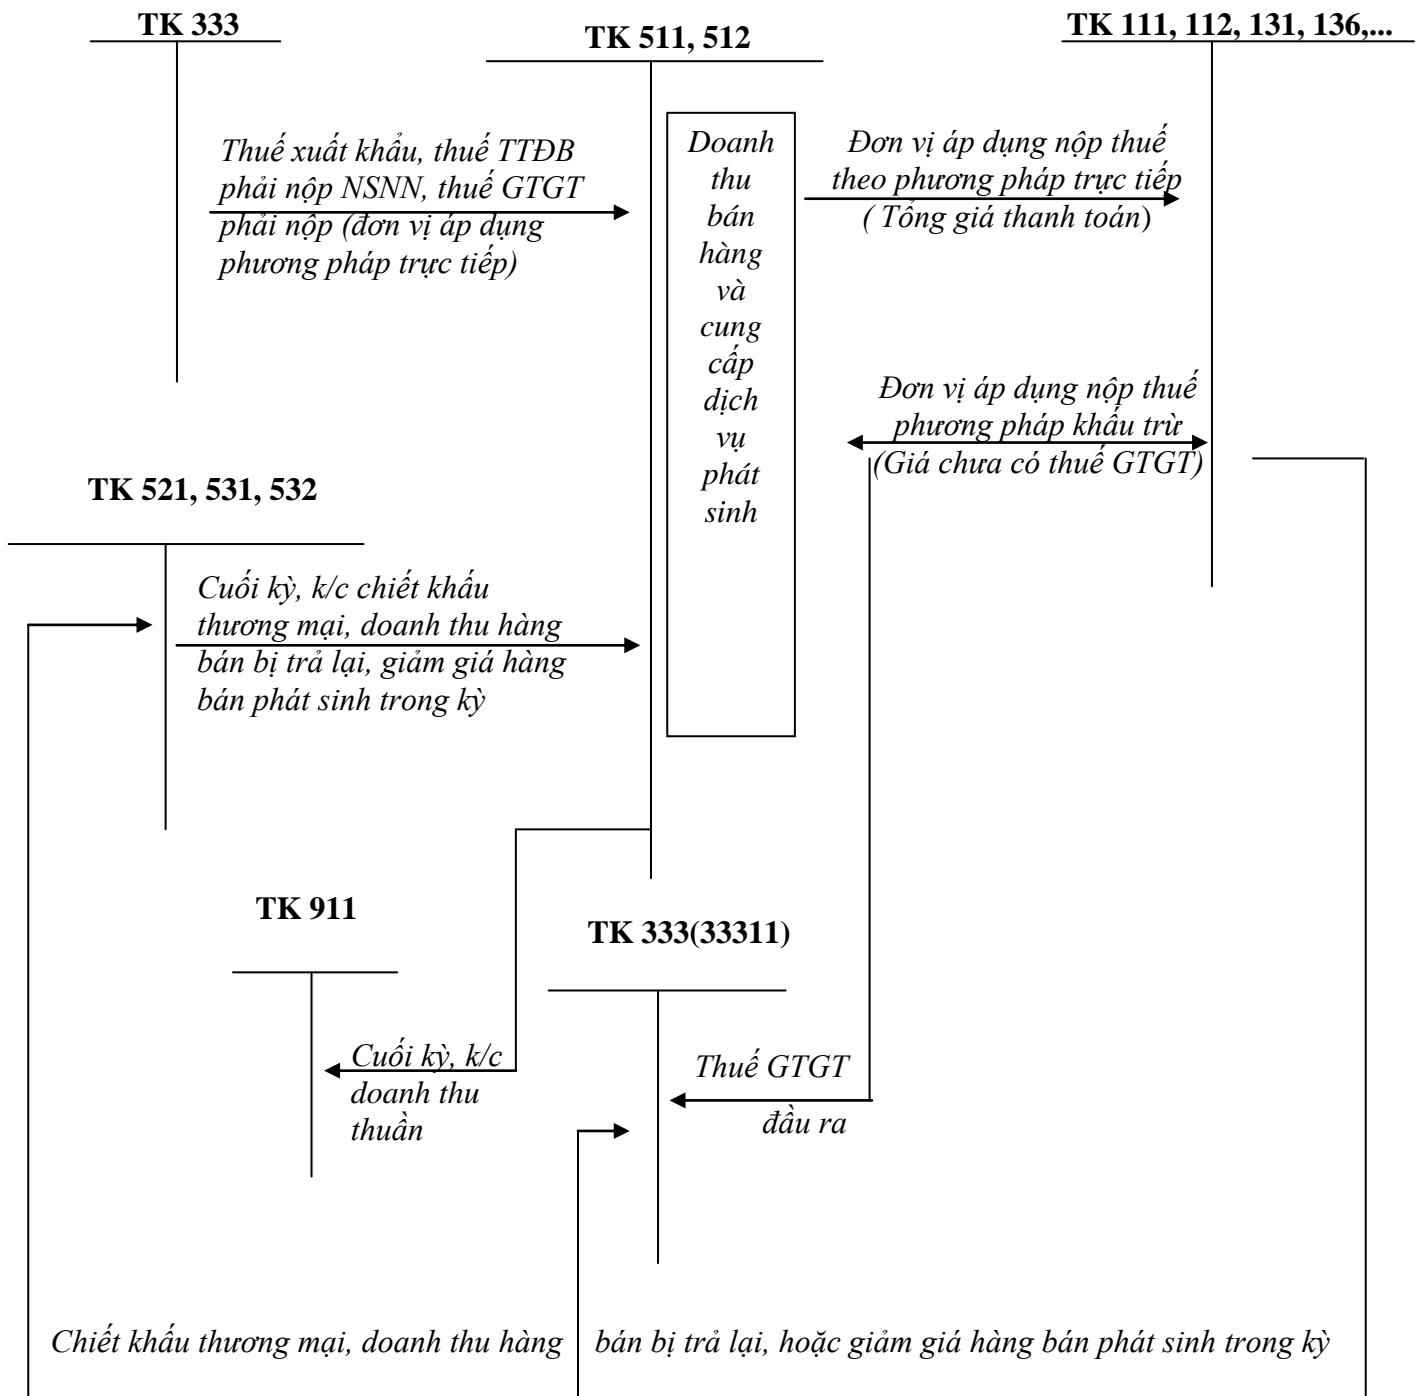 TK 333
TK 511, 512
TK 111, 112, 131, 136,...
Thuế xuất khẩu, thuế TTĐB
phải nộp NSNN, thuế GTGT
phải nộp (đơn vị áp dụng
phương pháp trực tiếp)
Doanh
thu
bán
hàng
và
cung
cấp
dịch
vụ
phát
sinh
Đơn vị áp dụng nộp thuế
theo phương pháp trực tiếp
( Tổng giá thanh toán)
Đơn vị áp dụng nộp thuế
phương pháp khấu trừ
(Giá chưa có thuế GTGT)
TK 521, 531, 532
Cuối kỳ, k/c chiết khấu
thương mại, doanh thu hàng
bán bị trả lại, giảm giá hàng
bán phát sinh trong kỳ
TK 911
TK 333(33311)
Cuối kỳ, k/c
doanh thu
thuần
Thuế GTGT
đầu ra
Chiết khấu thương mại, doanh thu hàng bán bị trả lại, hoặc giảm giá hàng bán phát sinh trong kỳ